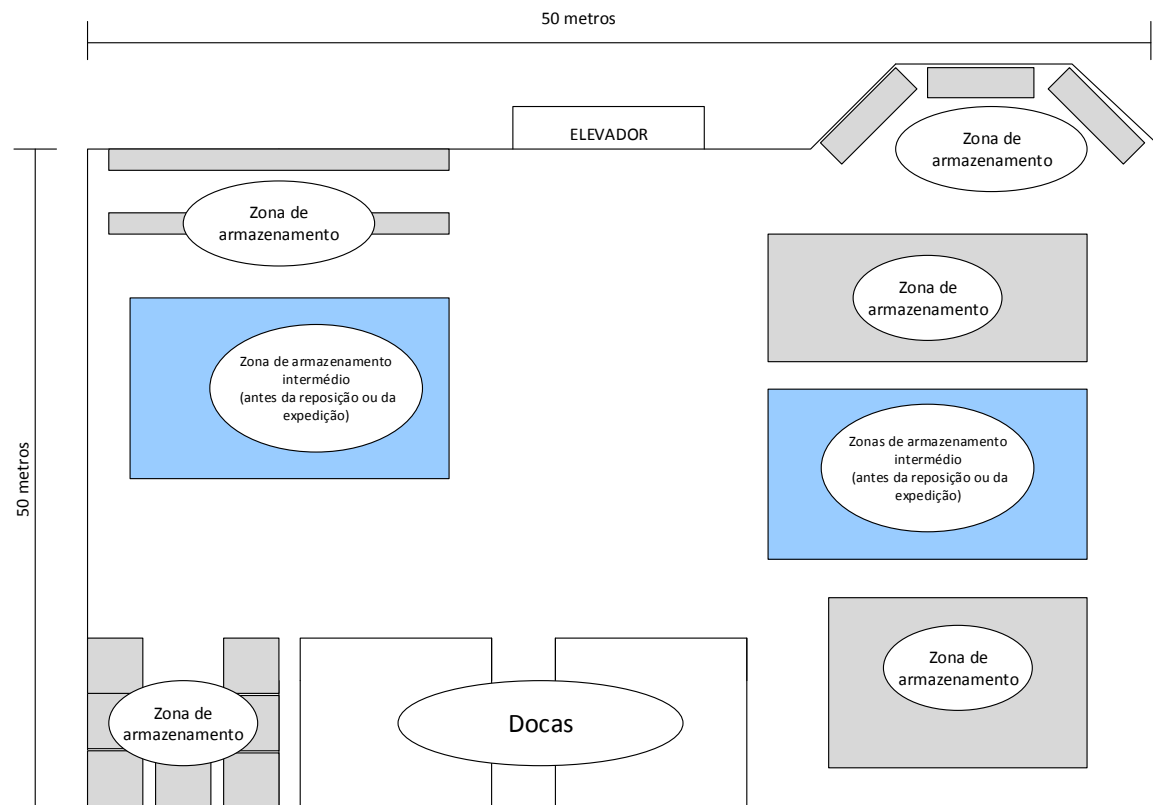 50 metros
ELEVADOR
Zona de
armazenamento
Zona de
armazenamento
Zona de
armazenamento
Zona de armazenamento
intermédio
(antes da reposição ou da
expedição)
Zonas de armazenamento
intermédio
(antes da reposição ou da
expedição)
50 metros
Zona de
armazenamento
Zona de
armazenamento
Docas